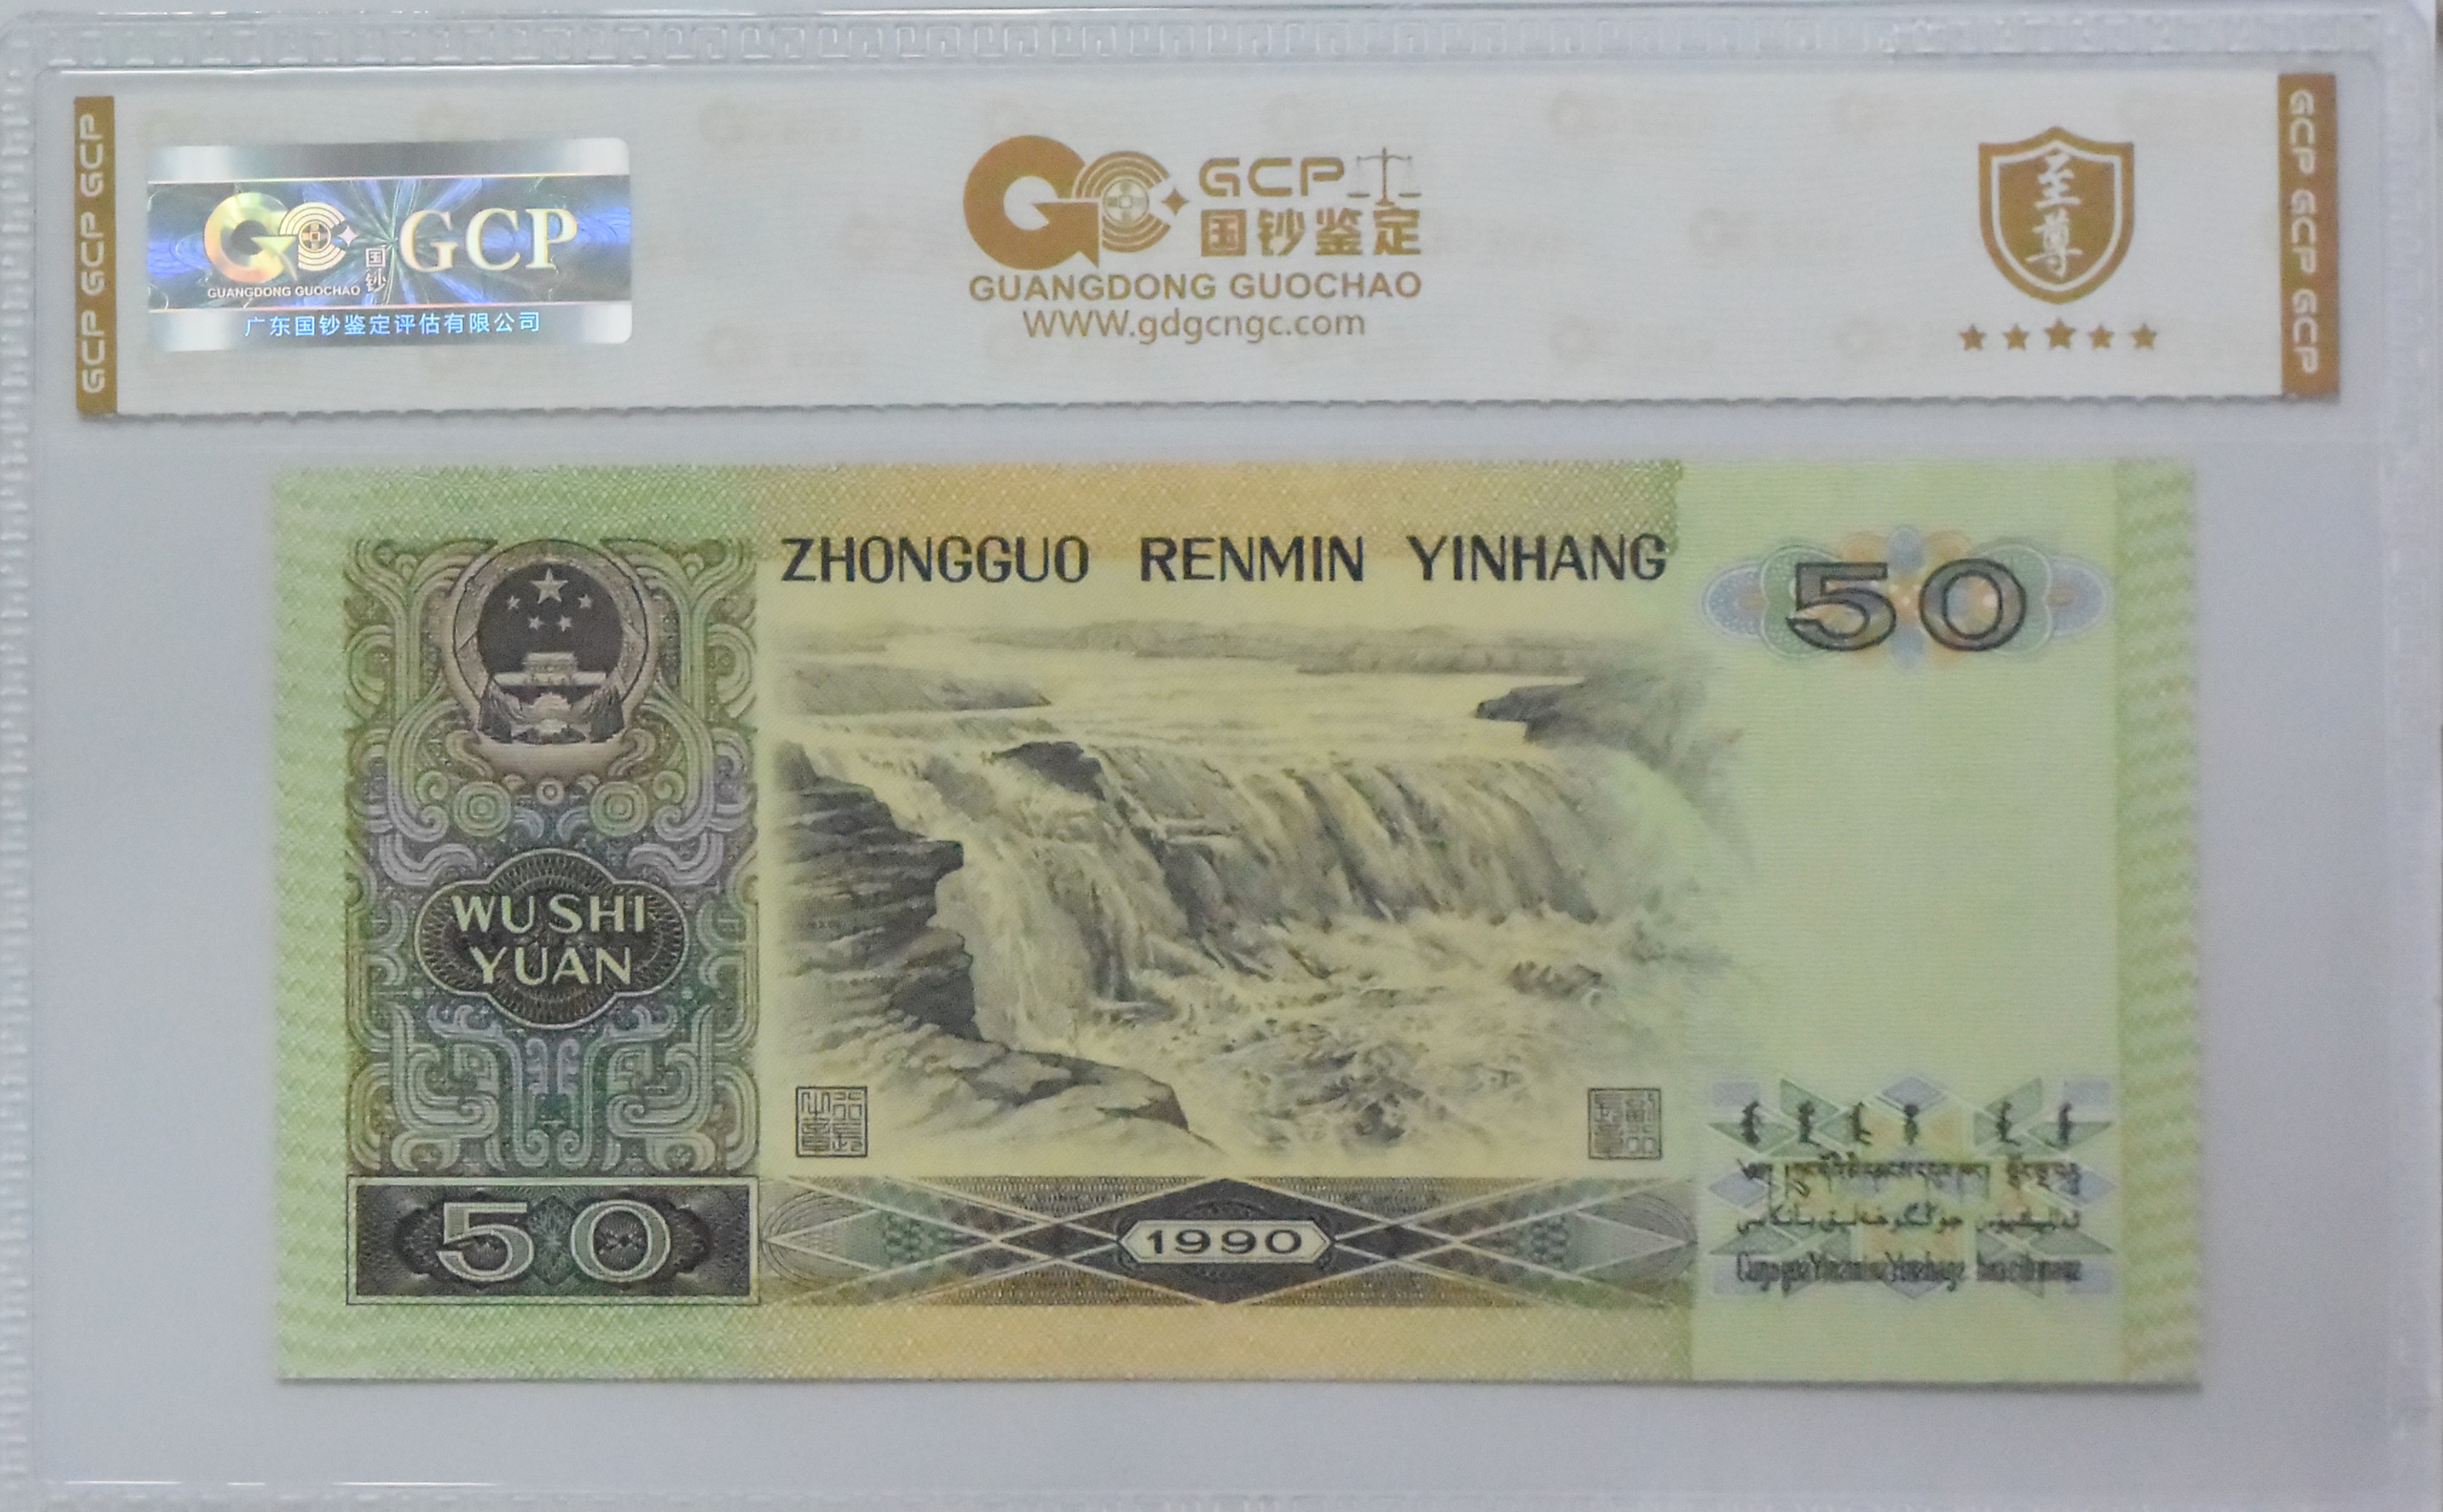 GCP GCP GCP
GCP
国钞
GUANGDONG GUOCHAO
广东国钞鉴定评估有限公司
GCP
国钞鉴定
GUANGDONG GUOCHAO
WWW.gdgcngc.com
至尊
GCP GCP GCP
ZHONGGUO RENMIN YINHANG
50
WU SHI
YUAN
50
1990